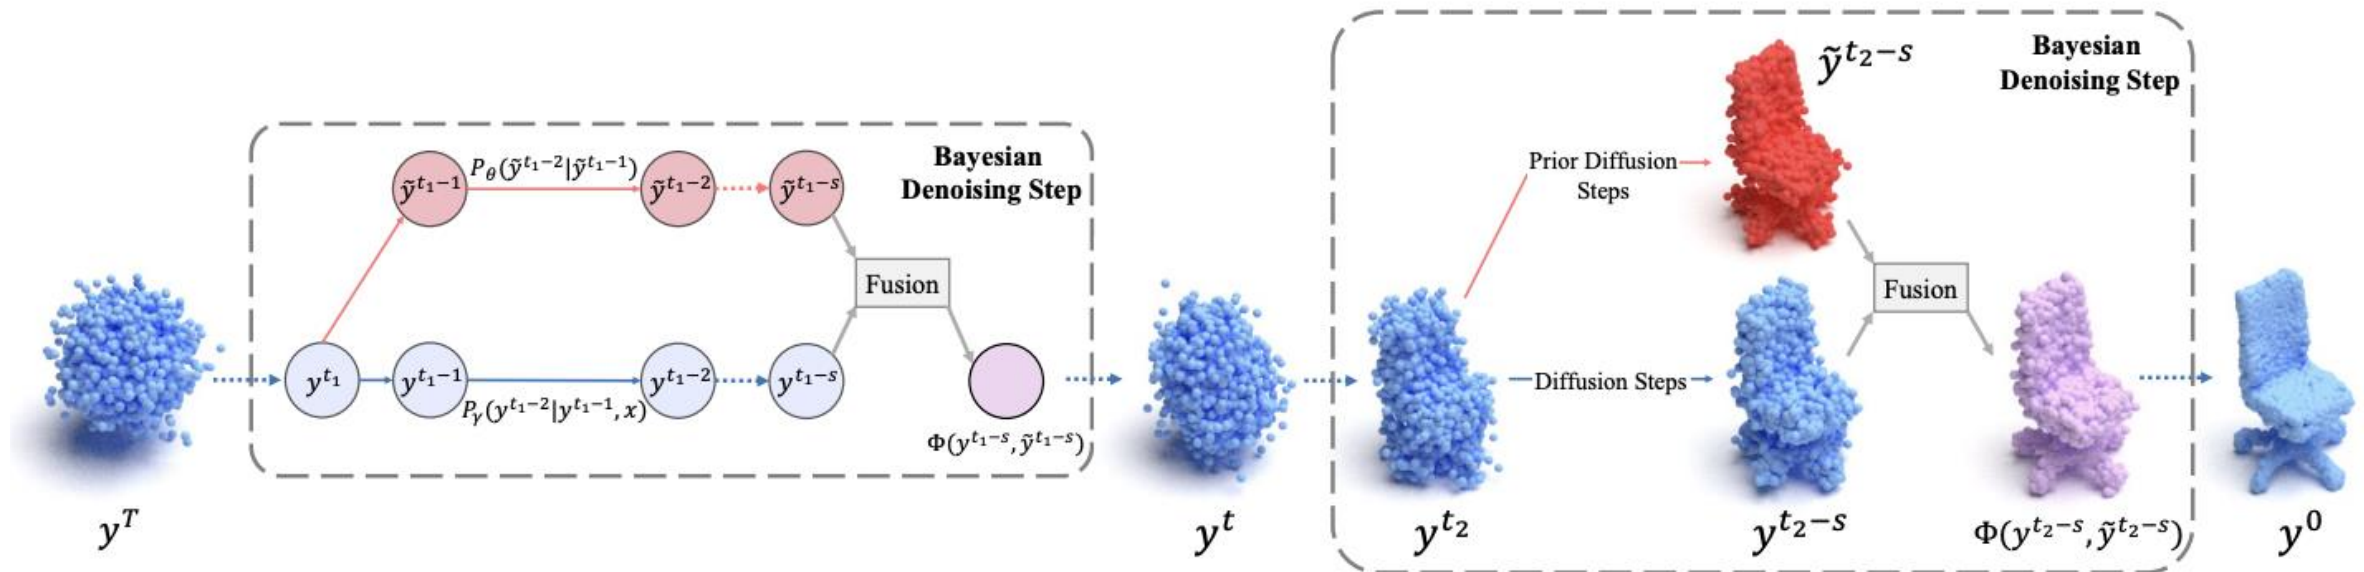 Bayesian
Denoising Step
ỹ^{t₁−1}
P_θ(ỹ^{t₁−2}|ỹ^{t₁−1})
ỹ^{t₁−2}
ỹ^{t₁−s}
Fusion
y^{t₁}
y^{t₁−1}
P_γ(y^{t₁−2}|y^{t₁−1}, x)
y^{t₁−2}
y^{t₁−s}
Φ(y^{t₁−s}, ỹ^{t₁−s})
y^T
y^t
Bayesian
Denoising Step
ỹ^{t₂−s}
Prior Diffusion
Steps
Fusion
Diffusion Steps
y^{t₂}
y^{t₂−s}
Φ(y^{t₂−s}, ỹ^{t₂−s})
y^0